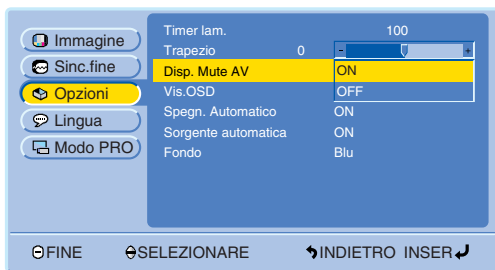 Immagine
Sinc.fine
Opzioni
Lingua
Modo PRO
Timer lam. 100
Trapezio 0 - +
Disp. Mute AV ON
Vis.OSD OFF
Spegn. Automatico ON
Sorgente automatica ON
Fondo Blu
FINE SELEZIONARE INDIETRO INSER